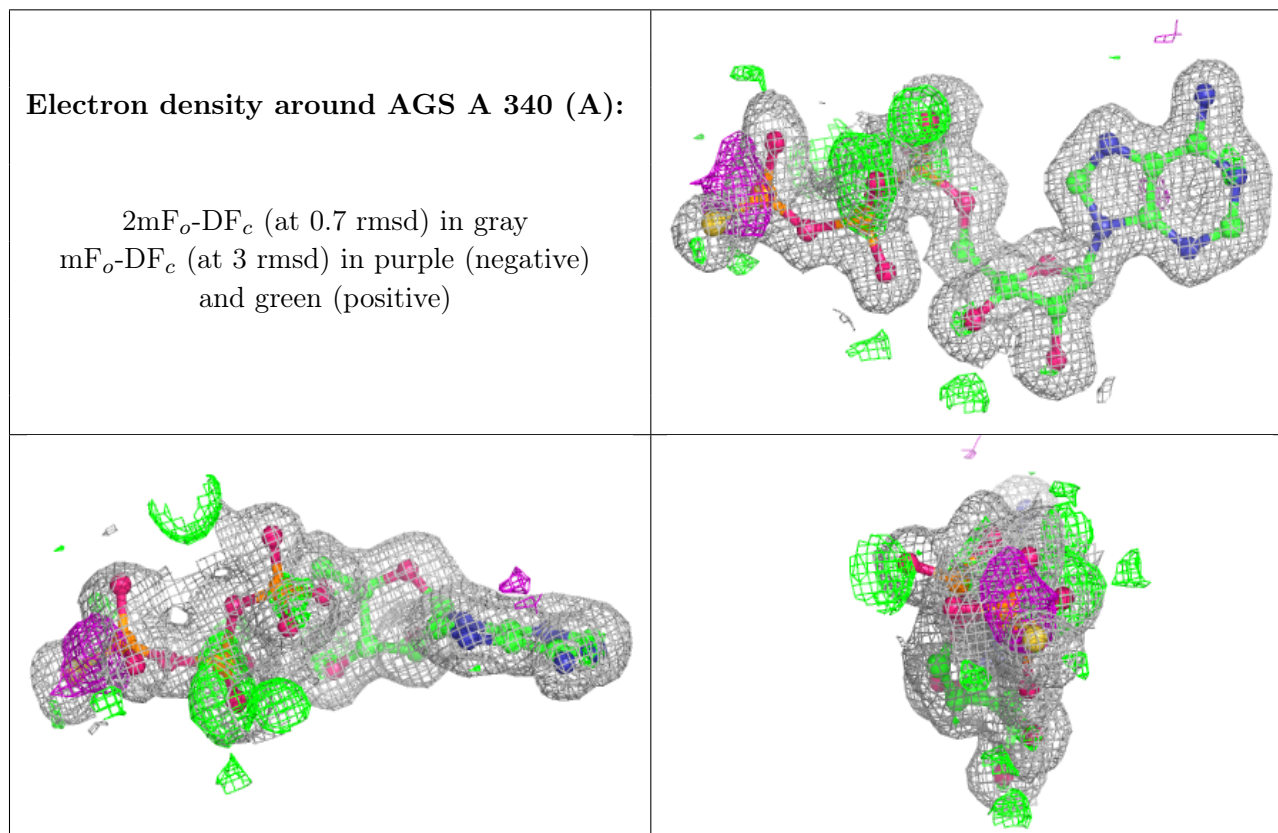 Electron density around AGS A 340 (A):
2mFₒ-DF𝒸 (at 0.7 rmsd) in gray
mFₒ-DF𝒸 (at 3 rmsd) in purple (negative)
and green (positive)